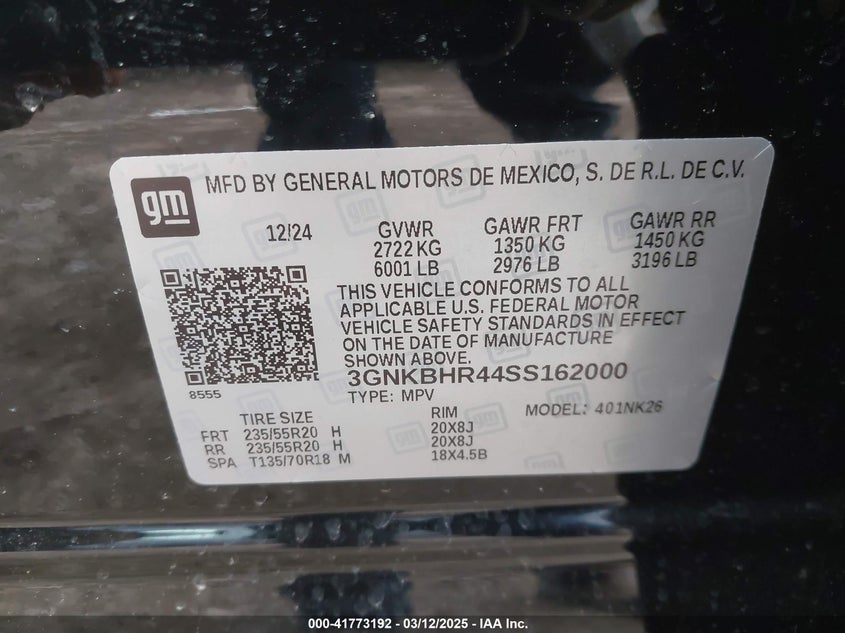 gm
MFD BY GENERAL MOTORS DE MEXICO, S. DE R.L. DE C.V.
12/24
GVWR GAWR FRT GAWR RR
2722 KG 1350 KG 1450 KG
6001 LB 2976 LB 3196 LB
THIS VEHICLE CONFORMS TO ALL
APPLICABLE U.S. FEDERAL MOTOR
VEHICLE SAFETY STANDARDS IN EFFECT
ON THE DATE OF MANUFACTURE
SHOWN ABOVE.
3GNKBHR44SS162000
8555
TYPE: MPV MODEL: 401NK26
TIRE SIZE RIM
FRT 235/55R20 H 20X8J
RR 235/55R20 H 20X8J
SPA T135/70R18 M 18X4.5B
000-41773192 - 03/12/2025 - IAA Inc.